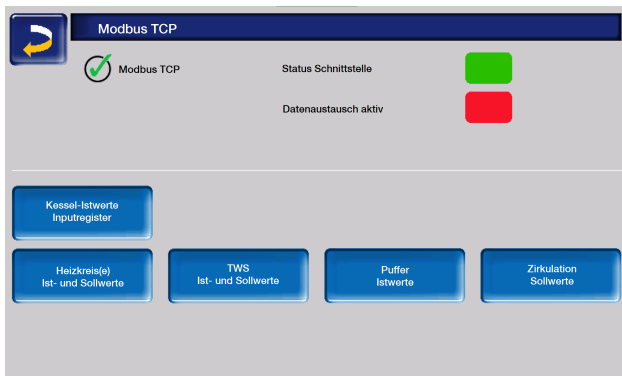 Modbus TCP
Modbus TCP
Status Schnittstelle
Datenaustausch aktiv
Kessel-Istwerte
Inputregister
Heizkreis(e)
Ist- und Sollwerte
TWS
Ist- und Sollwerte
Puffer
Istwerte
Zirkulation
Sollwerte